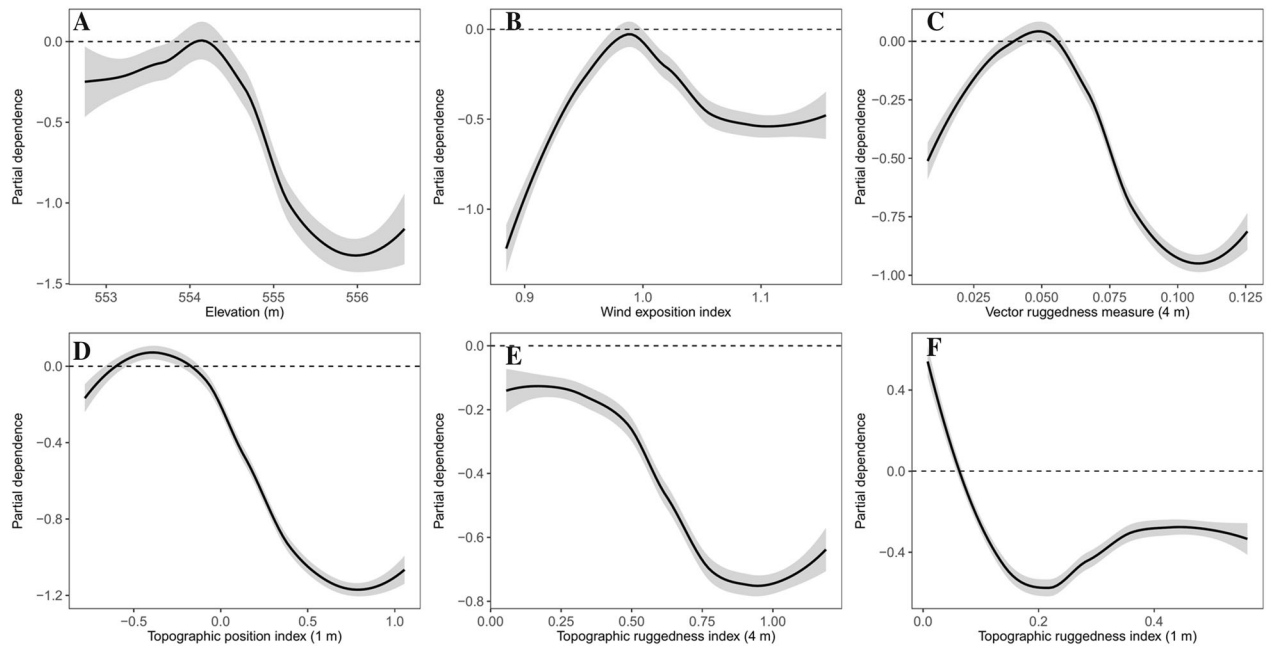 A
B
C
Partial dependence
0.0
−0.5
−1.0
−1.5
553
554
555
556
Elevation (m)
Partial dependence
0.0
−0.5
−1.0
0.9
1.0
1.1
Wind exposition index
Partial dependence
0.00
−0.25
−0.50
−0.75
−1.00
0.025
0.050
0.075
0.100
0.125
Vector ruggedness measure (4 m)
D
E
F
Partial dependence
0.0
−0.4
−0.8
−1.2
−0.5
0.0
0.5
1.0
Topographic position index (1 m)
Partial dependence
0.0
−0.2
−0.4
−0.6
−0.8
0.00
0.25
0.50
0.75
1.00
Topographic ruggedness index (4 m)
Partial dependence
0.4
0.0
−0.4
0.0
0.2
0.4
Topographic ruggedness index (1 m)